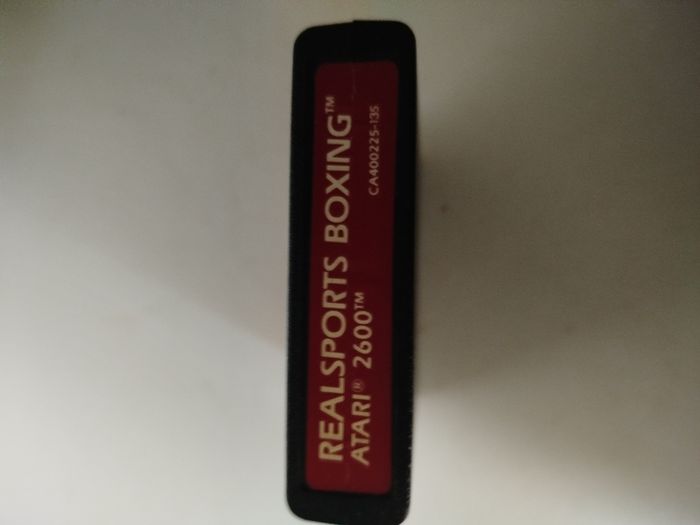 REALSPORTS BOXING™
ATARI® 2600™
CA400225-135